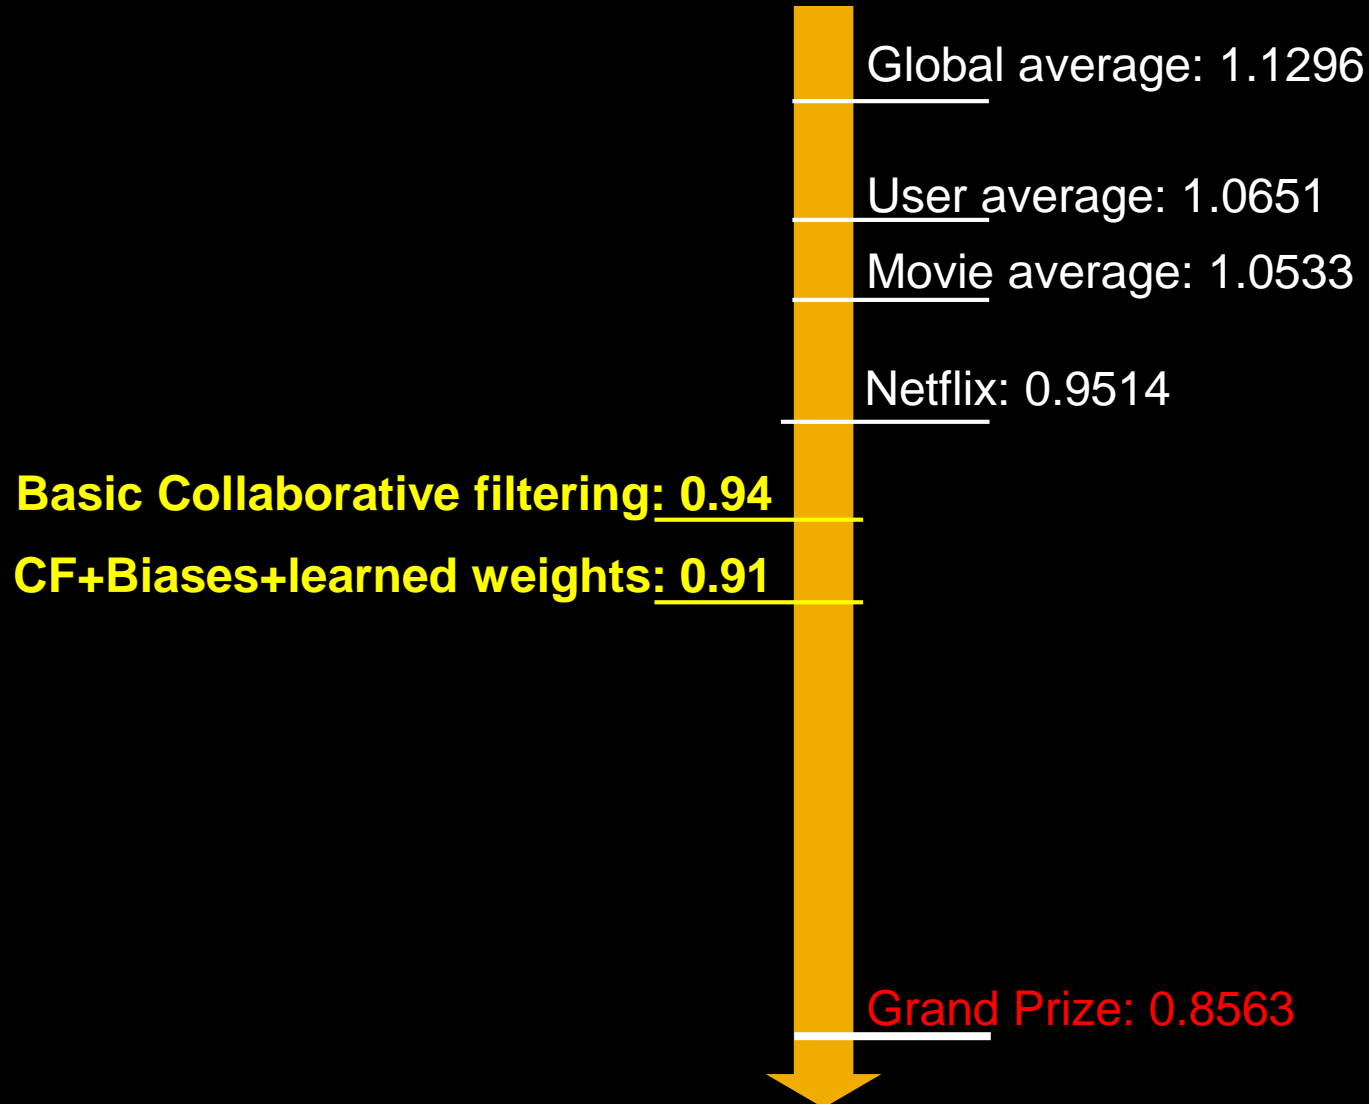 Global average: 1.1296
User average: 1.0651
Movie average: 1.0533
Netflix: 0.9514
Basic Collaborative filtering: 0.94
CF+Biases+learned weights: 0.91
Grand Prize: 0.8563